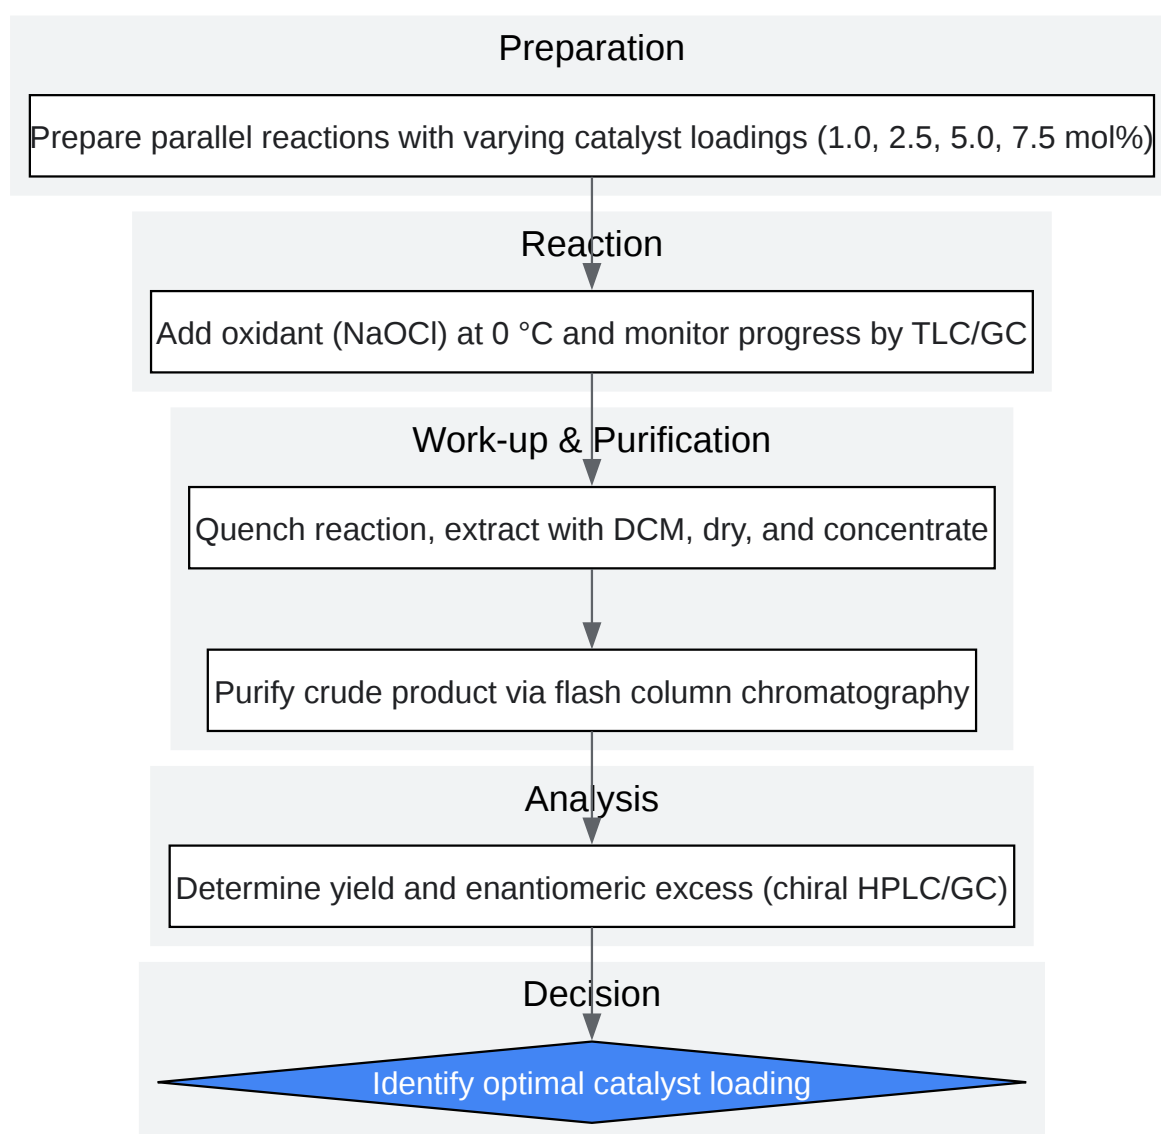 Preparation
Prepare parallel reactions with varying catalyst loadings (1.0, 2.5, 5.0, 7.5 mol%)
Reaction
Add oxidant (NaOCl) at 0 °C and monitor progress by TLC/GC
Work-up & Purification
Quench reaction, extract with DCM, dry, and concentrate
Purify crude product via flash column chromatography
Analysis
Determine yield and enantiomeric excess (chiral HPLC/GC)
Decision
Identify optimal catalyst loading